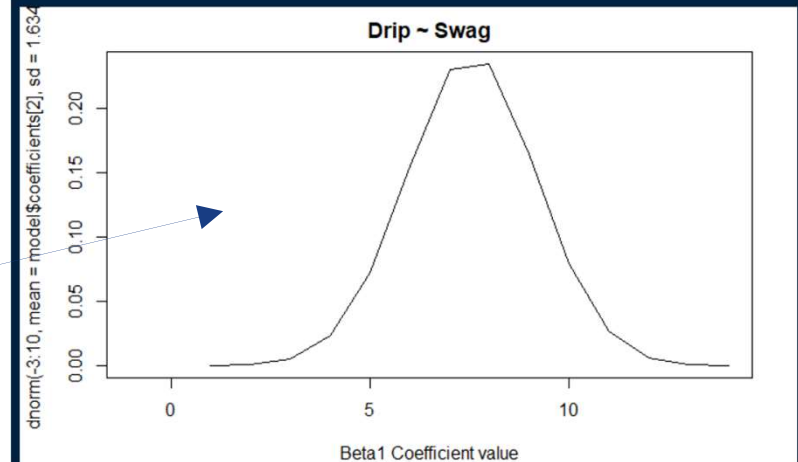 Drip ~ Swag
dnorm(-3:10, mean = model$coefficients[2], sd = 1.634
0.20
0.15
0.10
0.05
0.00
0 5 10
Beta1 Coefficient value